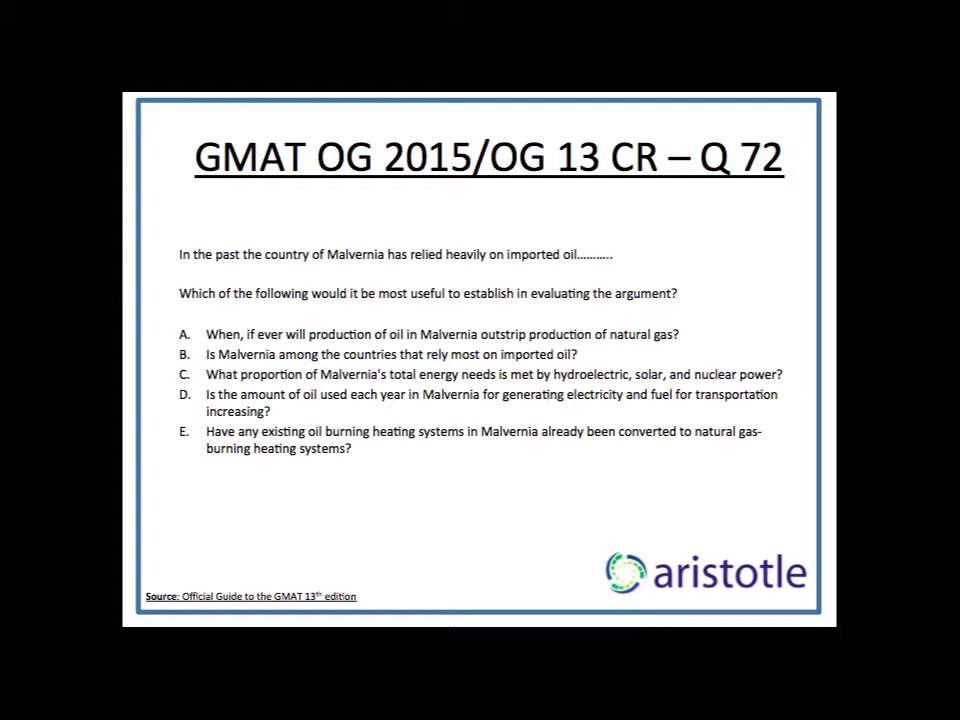 GMAT OG 2015/OG 13 CR – Q 72
In the past the country of Malvernia has relied heavily on imported oil………..
Which of the following would it be most useful to establish in evaluating the argument?
A. When, if ever will production of oil in Malvernia outstrip production of natural gas?
B. Is Malvernia among the countries that rely most on imported oil?
C. What proportion of Malvernia's total energy needs is met by hydroelectric, solar, and nuclear power?
D. Is the amount of oil used each year in Malvernia for generating electricity and fuel for transportation
increasing?
E. Have any existing oil burning heating systems in Malvernia already been converted to natural gas-
burning heating systems?
aristotle
Source: Official Guide to the GMAT 13th edition